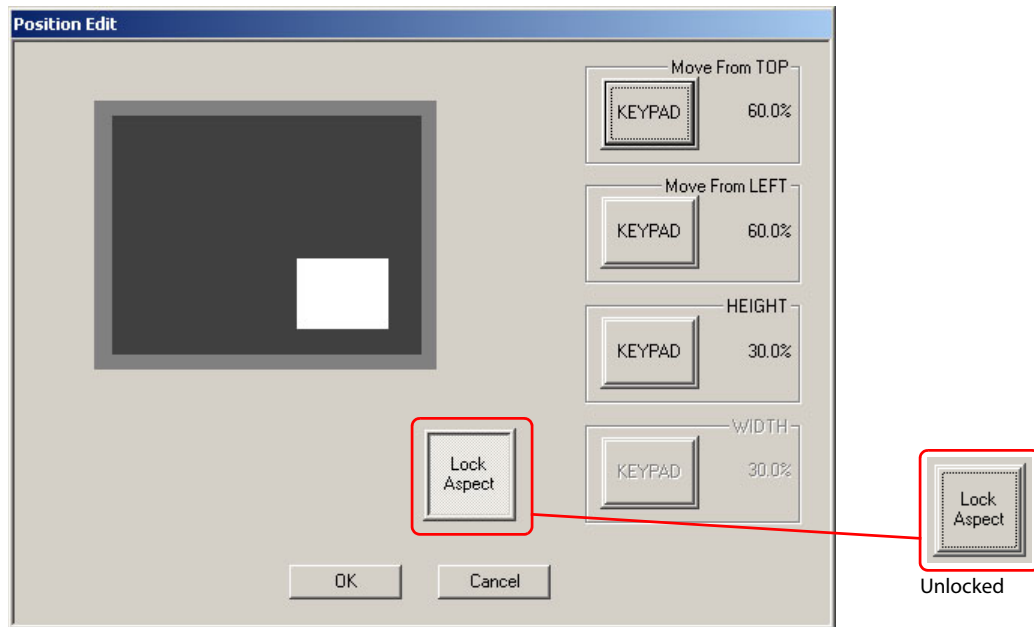 Position Edit
Move From TOP
KEYPAD
60.0%
Move From LEFT
KEYPAD
60.0%
HEIGHT
KEYPAD
30.0%
WIDTH
KEYPAD
30.0%
Lock
Aspect
OK
Cancel
Lock
Aspect
Unlocked